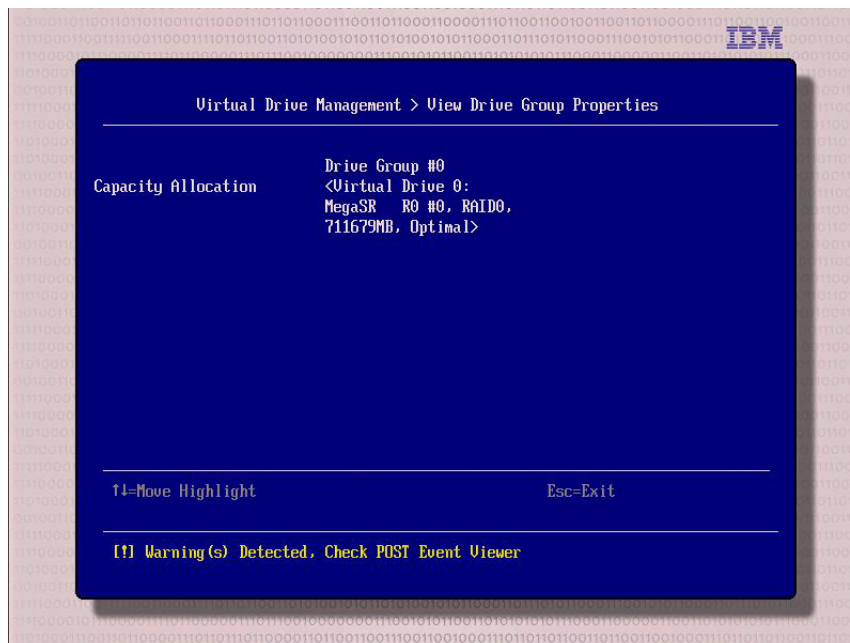 IBM
Virtual Drive Management > View Drive Group Properties
Drive Group #0
Capacity Allocation <Virtual Drive 0:
MegaSR R0 #0, RAID0,
711679MB, Optimal>
↑↓=Move Highlight Esc=Exit
[!] Warning(s) Detected, Check POST Event Viewer